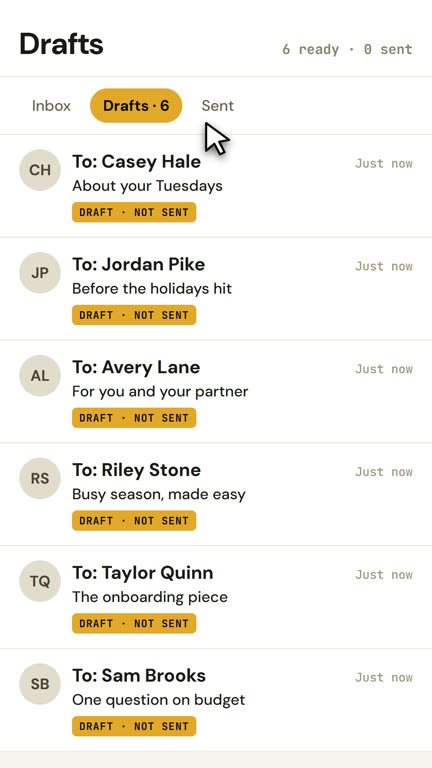 Drafts
6 ready · 0 sent
Inbox
Drafts · 6
Sent
CH
To: Casey Hale
Just now
About your Tuesdays
DRAFT · NOT SENT
JP
To: Jordan Pike
Just now
Before the holidays hit
DRAFT · NOT SENT
AL
To: Avery Lane
Just now
For you and your partner
DRAFT · NOT SENT
RS
To: Riley Stone
Just now
Busy season, made easy
DRAFT · NOT SENT
TQ
To: Taylor Quinn
Just now
The onboarding piece
DRAFT · NOT SENT
SB
To: Sam Brooks
Just now
One question on budget
DRAFT · NOT SENT